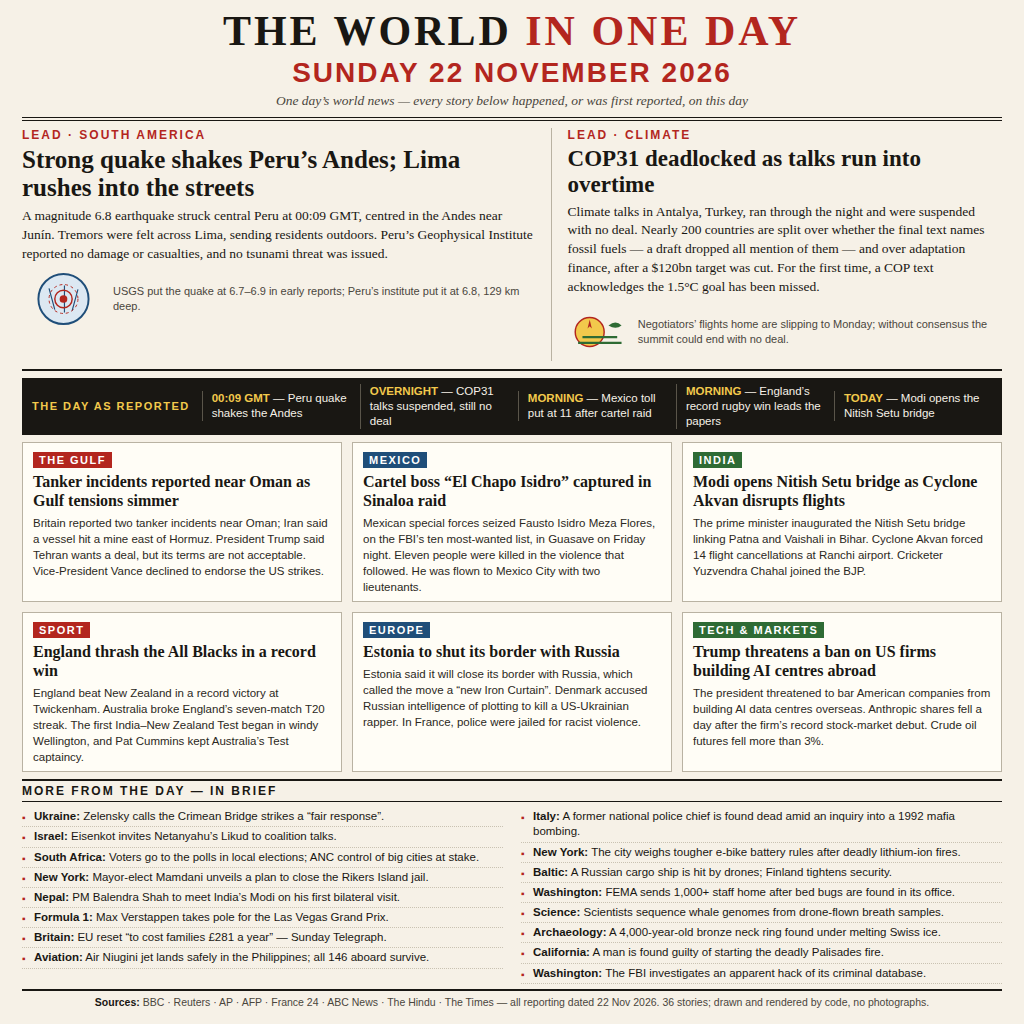 THE WORLD IN ONE DAY
SUNDAY 22 NOVEMBER 2026
One day’s world news — every story below happened, or was first reported, on this day
LEAD · SOUTH AMERICA
Strong quake shakes Peru’s Andes; Lima
rushes into the streets
A magnitude 6.8 earthquake struck central Peru at 00:09 GMT, centred in the Andes near
Junín. Tremors were felt across Lima, sending residents outdoors. Peru’s Geophysical Institute
reported no damage or casualties, and no tsunami threat was issued.
USGS put the quake at 6.7–6.9 in early reports; Peru’s institute put it at 6.8, 129 km
deep.
LEAD · CLIMATE
COP31 deadlocked as talks run into
overtime
Climate talks in Antalya, Turkey, ran through the night and were suspended
with no deal. Nearly 200 countries are split over whether the final text names
fossil fuels — a draft dropped all mention of them — and over adaptation
finance, after a $120bn target was cut. For the first time, a COP text
acknowledges the 1.5°C goal has been missed.
Negotiators’ flights home are slipping to Monday; without consensus the
summit could end with no deal.
THE DAY AS REPORTED
00:09 GMT — Peru quake
shakes the Andes
OVERNIGHT — COP31
talks suspended, still no
deal
MORNING — Mexico toll
put at 11 after cartel raid
MORNING — England’s
record rugby win leads the
papers
TODAY — Modi opens the
Nitish Setu bridge
THE GULF
Tanker incidents reported near Oman as
Gulf tensions simmer
Britain reported two tanker incidents near Oman; Iran said
a vessel hit a mine east of Hormuz. President Trump said
Tehran wants a deal, but its terms are not acceptable.
Vice-President Vance declined to endorse the US strikes.
MEXICO
Cartel boss “El Chapo Isidro” captured in
Sinaloa raid
Mexican special forces seized Fausto Isidro Meza Flores,
on the FBI’s ten most-wanted list, in Guasave on Friday
night. Eleven people were killed in the violence that
followed. He was flown to Mexico City with two
lieutenants.
INDIA
Modi opens Nitish Setu bridge as Cyclone
Akvan disrupts flights
The prime minister inaugurated the Nitish Setu bridge
linking Patna and Vaishali in Bihar. Cyclone Akvan forced
14 flight cancellations at Ranchi airport. Cricketer
Yuzvendra Chahal joined the BJP.
SPORT
England thrash the All Blacks in a record
win
England beat New Zealand in a record victory at
Twickenham. Australia broke England’s seven-match T20
streak. The first India–New Zealand Test began in windy
Wellington, and Pat Cummins kept Australia’s Test
captaincy.
EUROPE
Estonia to shut its border with Russia
Estonia said it will close its border with Russia, which
called the move a “new Iron Curtain”. Denmark accused
Russian intelligence of plotting to kill a US-Ukrainian
rapper. In France, police were jailed for racist violence.
TECH & MARKETS
Trump threatens a ban on US firms
building AI centres abroad
The president threatened to bar American companies from
building AI data centres overseas. Anthropic shares fell a
day after the firm’s record stock-market debut. Crude oil
futures fell more than 3%.
MORE FROM THE DAY — IN BRIEF
▪ Ukraine: Zelensky calls the Crimean Bridge strikes a “fair response”.
▪ Israel: Eisenkot invites Netanyahu’s Likud to coalition talks.
▪ South Africa: Voters go to the polls in local elections; ANC control of big cities at stake.
▪ New York: Mayor-elect Mamdani unveils a plan to close the Rikers Island jail.
▪ Nepal: PM Balendra Shah to meet India’s Modi on his first bilateral visit.
▪ Formula 1: Max Verstappen takes pole for the Las Vegas Grand Prix.
▪ Britain: EU reset “to cost families £281 a year” — Sunday Telegraph.
▪ Aviation: Air Niugini jet lands safely in the Philippines; all 146 aboard survive.
▪ Italy: A former national police chief is found dead amid an inquiry into a 1992 mafia
bombing.
▪ New York: The city weighs tougher e-bike battery rules after deadly lithium-ion fires.
▪ Baltic: A Russian cargo ship is hit by drones; Finland tightens security.
▪ Washington: FEMA sends 1,000+ staff home after bed bugs are found in its office.
▪ Science: Scientists sequence whale genomes from drone-flown breath samples.
▪ Archaeology: A 4,000-year-old bronze neck ring found under melting Swiss ice.
▪ California: A man is found guilty of starting the deadly Palisades fire.
▪ Washington: The FBI investigates an apparent hack of its criminal database.
Sources: BBC · Reuters · AP · AFP · France 24 · ABC News · The Hindu · The Times — all reporting dated 22 Nov 2026. 36 stories; drawn and rendered by code, no photographs.